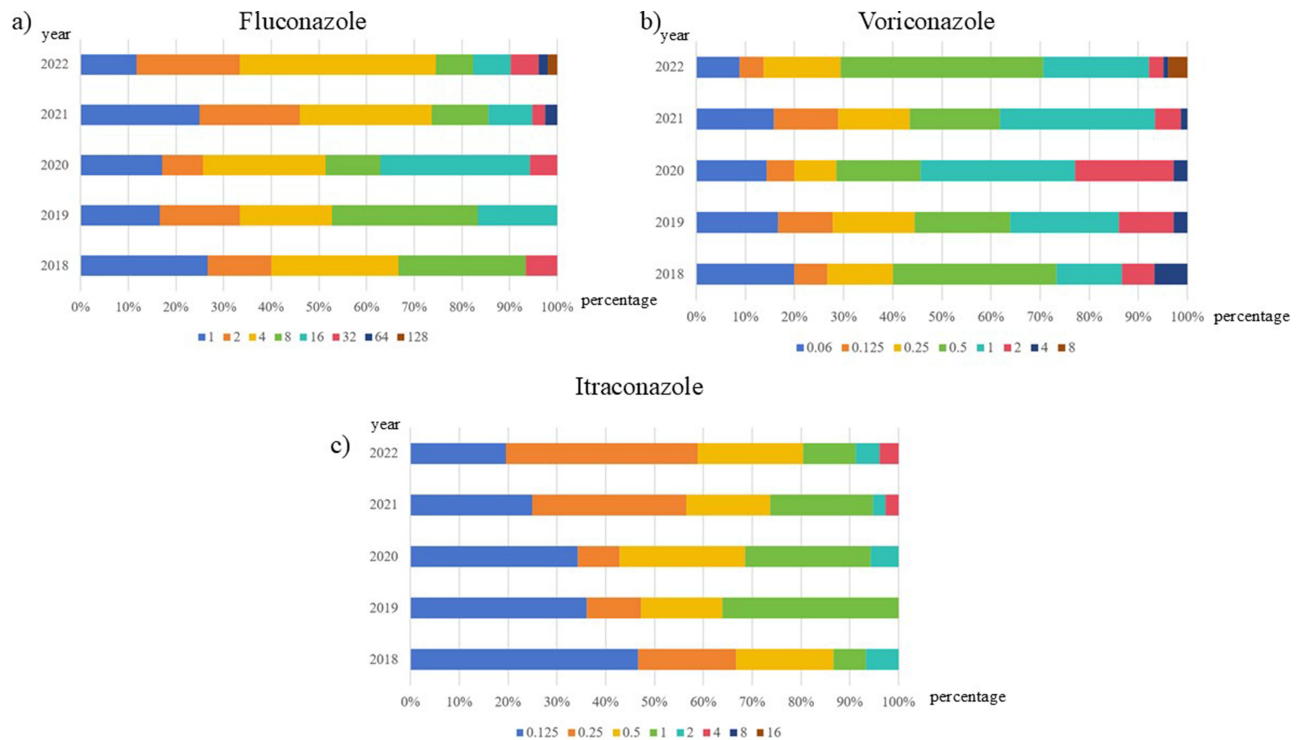 a)
Fluconazole
year
2022
2021
2020
2019
2018
0% 10% 20% 30% 40% 50% 60% 70% 80% 90% 100%
percentage
1 2 4 8 16 32 64 128
b)
Voriconazole
year
2022
2021
2020
2019
2018
0% 10% 20% 30% 40% 50% 60% 70% 80% 90% 100%
percentage
0.06 0.125 0.25 0.5 1 2 4 8
Itraconazole
c)
year
2022
2021
2020
2019
2018
0% 10% 20% 30% 40% 50% 60% 70% 80% 90% 100%
percentage
0.125 0.25 0.5 1 2 4 8 16